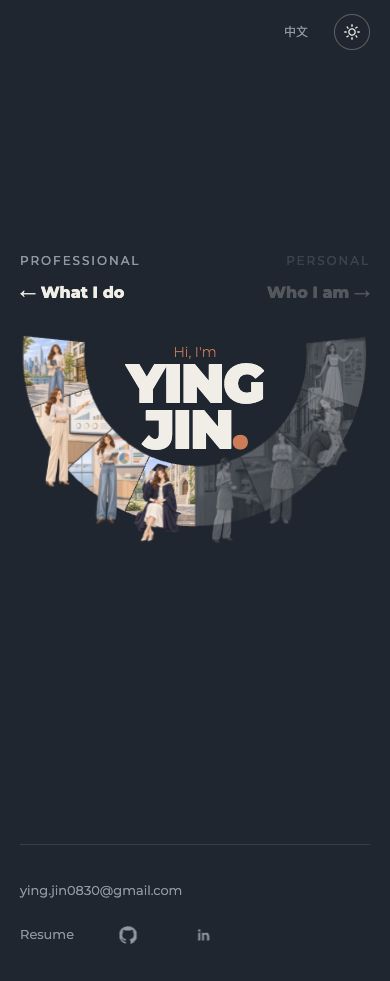 中文
PROFESSIONAL
PERSONAL
← What I do
Who I am →
Hi, I'm
YING
JIN.
ying.jin0830@gmail.com
Resume
in